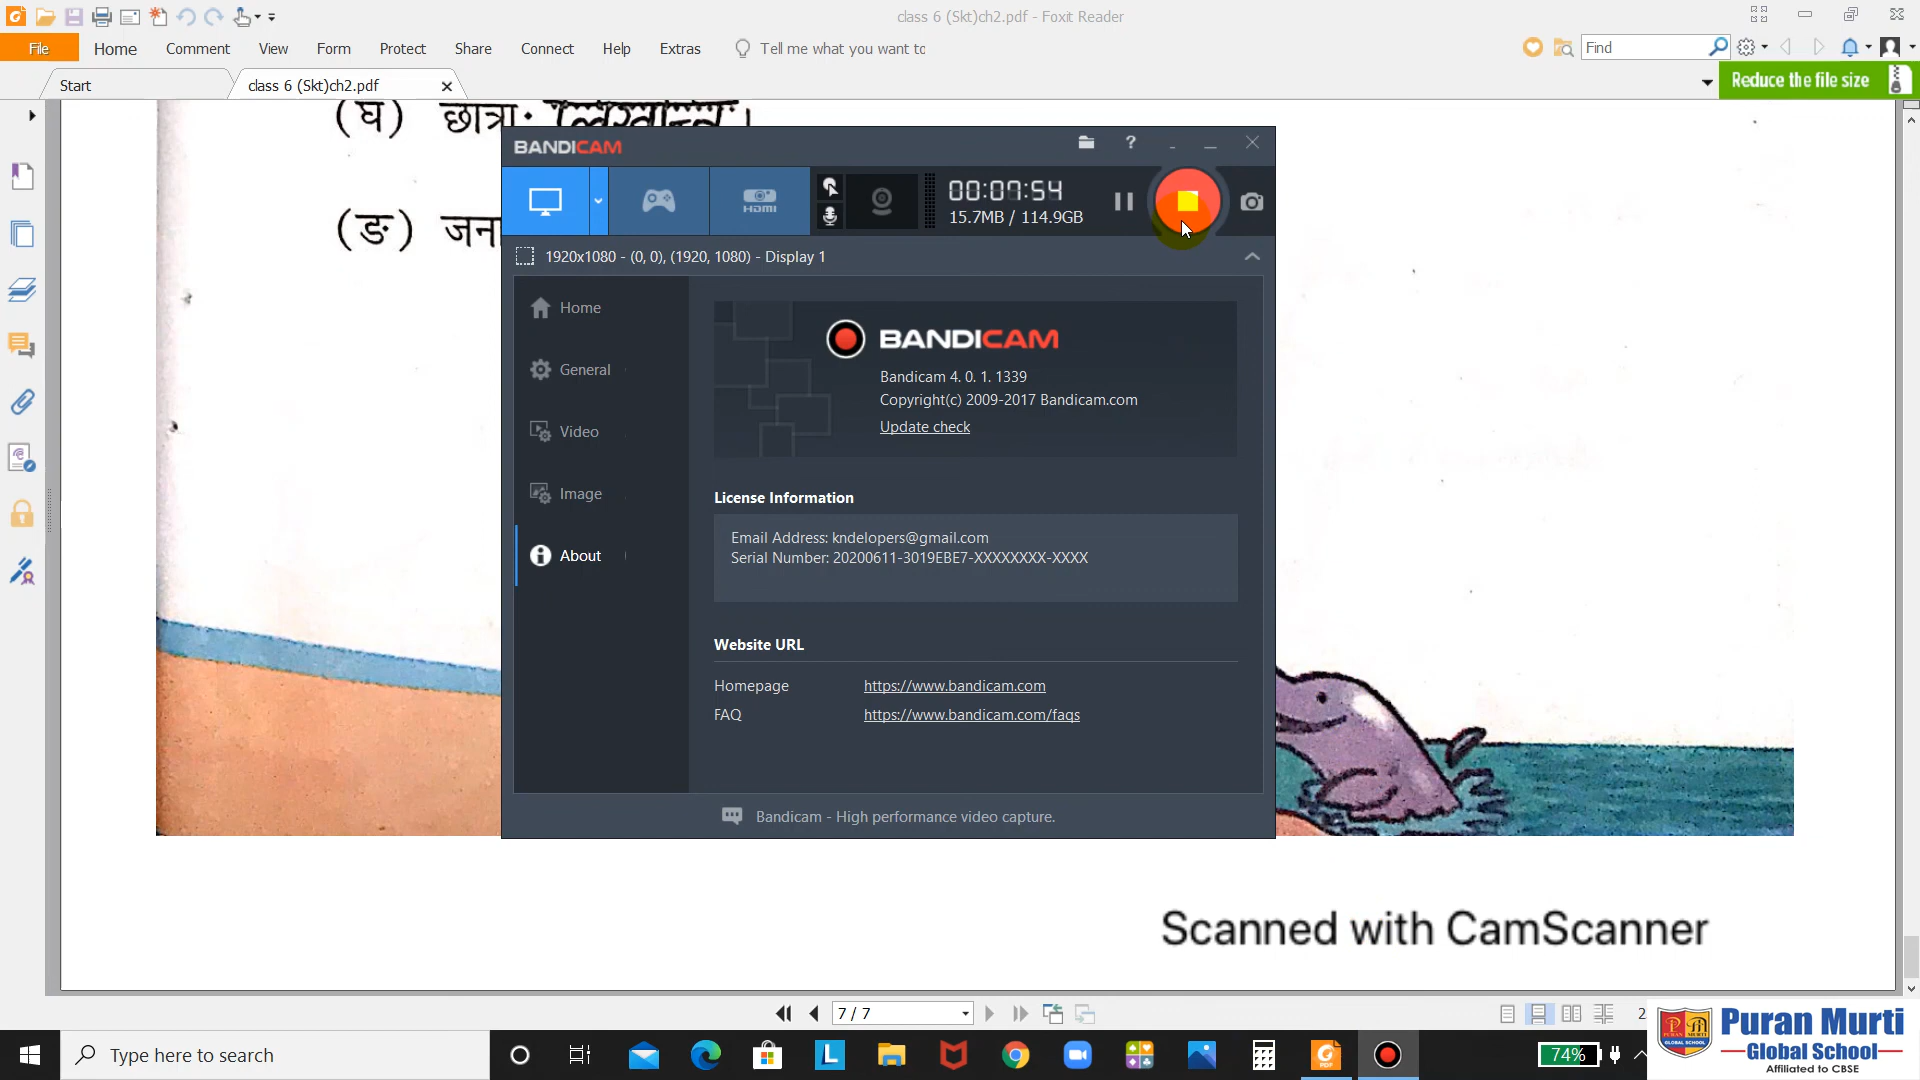 class 6 (Skt)ch2.pdf - Foxit Reader
File Home Comment View Form Protect Share Connect Help Extras Tell me what you want to
Find
Start class 6 (Skt)ch2.pdf
Reduce the file size
(घ) छात्रा:
(ङ) जना
BANDICAM
HDMI
00:07:54
15.7MB / 114.9GB
1920x1080 - (0, 0), (1920, 1080) - Display 1
Home
General
Video
Image
About
BANDICAM
Bandicam 4. 0. 1. 1339
Copyright(c) 2009-2017 Bandicam.com
Update check
License Information
Email Address: kndelopers@gmail.com
Serial Number: 20200611-3019EBE7-XXXXXXXX-XXXX
Website URL
Homepage https://www.bandicam.com
FAQ https://www.bandicam.com/faqs
Bandicam - High performance video capture.
Scanned with CamScanner
7 / 7
2
Type here to search
74%
Puran Murti
Global School
Affiliated to CBSE